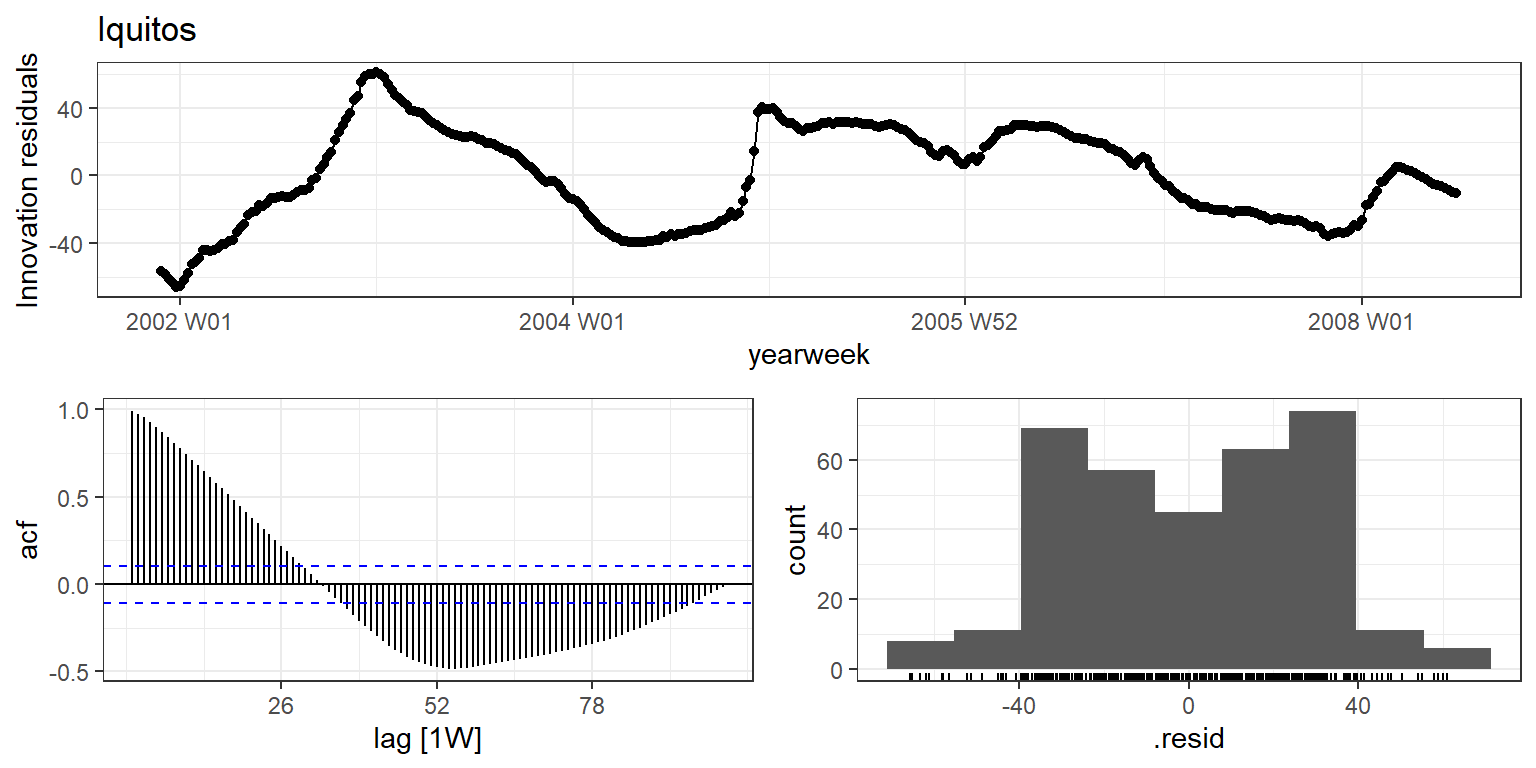 Iquitos
Innovation residuals
40
0
-40
2002 W01
2004 W01
2005 W52
2008 W01
yearweek
acf
1.0
0.5
0.0
-0.5
26
52
78
lag [1W]
count
60
40
20
0
-40
0
40
.resid